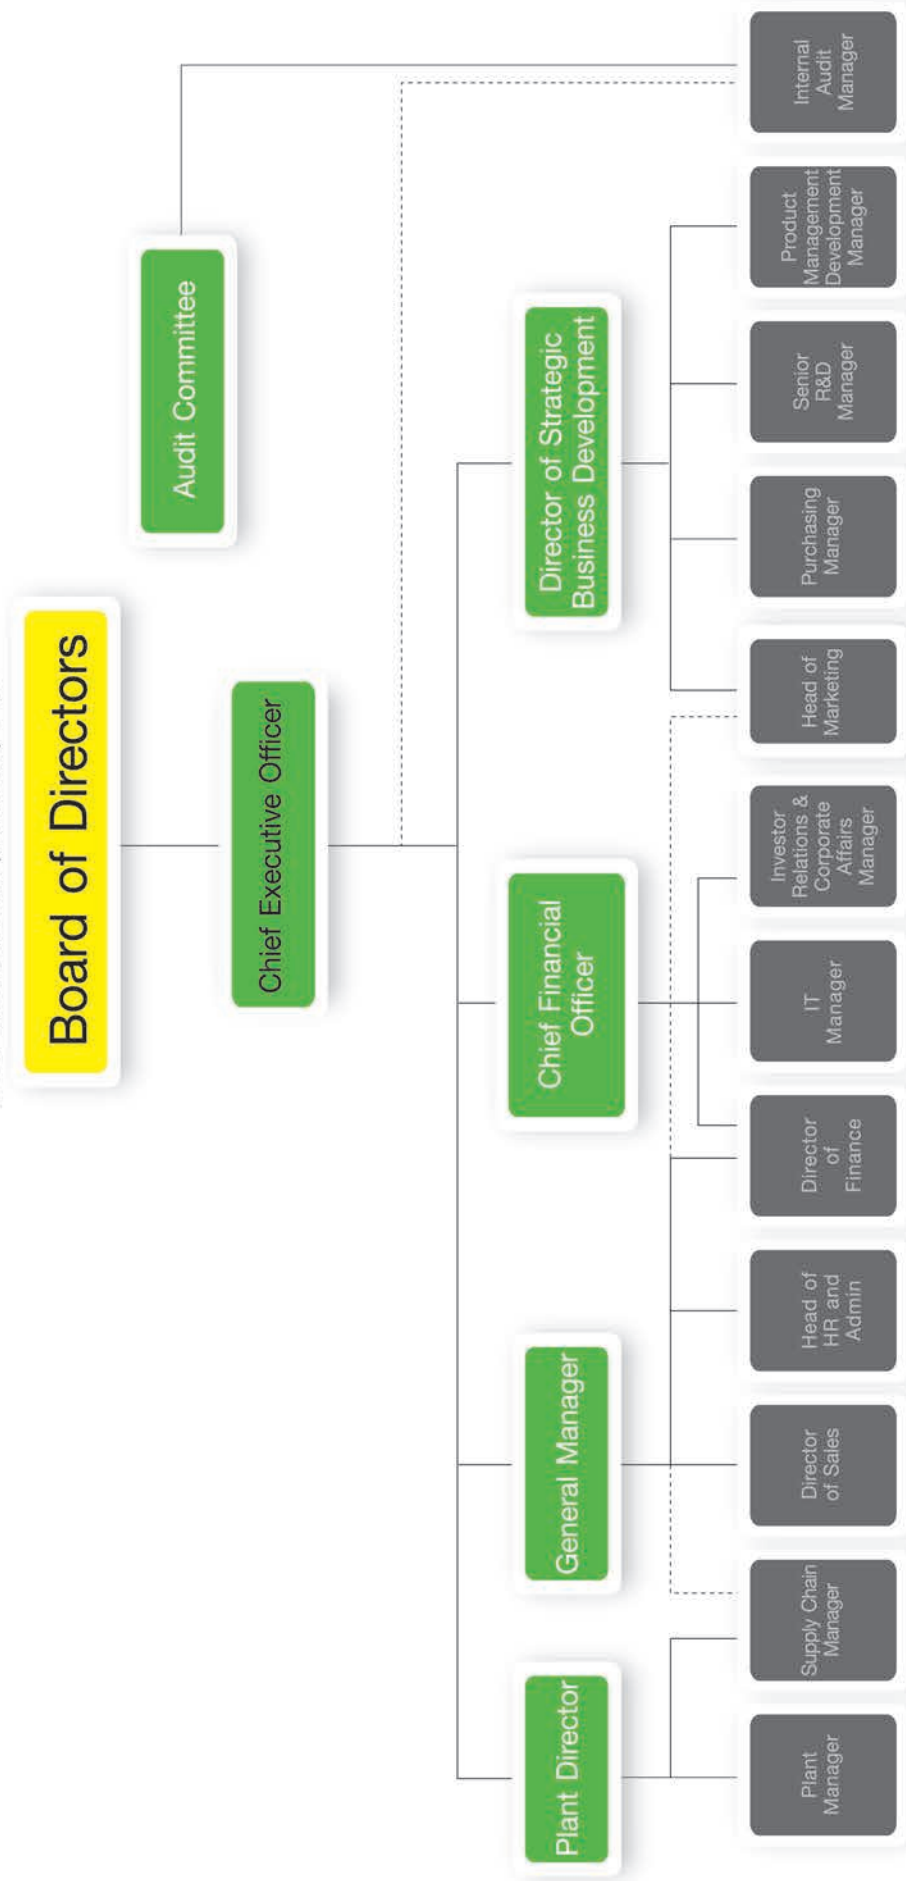 Board of Directors
Audit Committee
Chief Executive Officer
Plant Director
General Manager
Chief Financial
Officer
Director of Strategic
Business Development
Plant
Manager
Supply Chain
Manager
Director
of Sales
Head of
HR and
Admin
Director
of
Finance
IT
Manager
Investor
Relations &
Corporate
Affairs
Manager
Head of
Marketing
Purchasing
Manager
Senior
R&D
Manager
Product
Management
Development
Manager
Internal
Audit
Manager